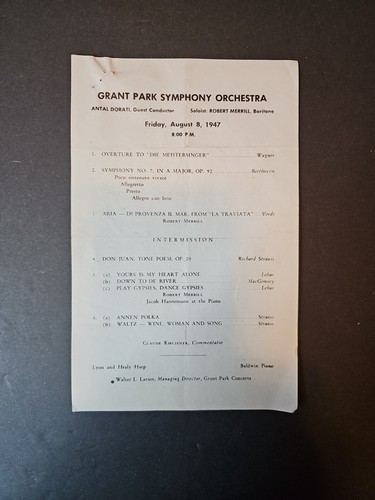 GRANT PARK SYMPHONY ORCHESTRA
ANTAL DORATI, Guest Conductor Soloist: ROBERT MERRILL, Baritone
Friday, August 8, 1947
8:00 P.M.
1. OVERTURE TO "DIE MEISTERSINGER" Wagner
2. SYMPHONY NO. 7, IN A MAJOR, OP. 92 Beethoven
Poco sostenuto vivace
Allegretto
Presto
Allegro con brio
3. ARIA — DI PROVENZA IL MAR, FROM "LA TRAVIATA" Verdi
ROBERT MERRILL
INTERMISSION
4. DON JUAN, TONE POEM, OP. 20 Richard Strauss
5. (a) YOURS IS MY HEART ALONE Lehar
(b) DOWN TO DE RIVER MacGimsey
(c) PLAY GYPSIES, DANCE GYPSIES Lehar
ROBERT MERRILL
Jacob Hannemann at the Piano
6. (a) ANNEN POLKA Strauss
(b) WALTZ — WINE, WOMAN AND SONG Strauss
CLAUDE KIRCHNER, Commentator
Lyon and Healy Harp Baldwin Piano
Walter L. Larsen, Managing Director, Grant Park Concerts